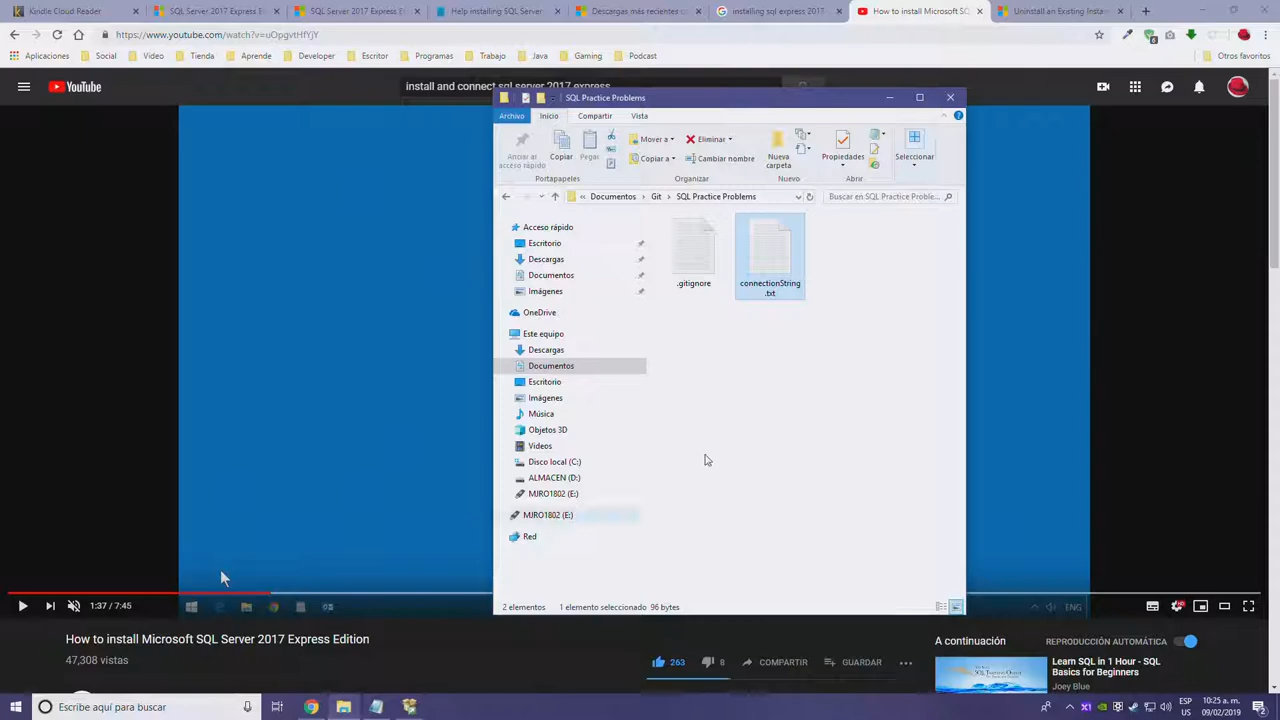 Kindle Cloud Reader
SQL Server 2017 Express Edi
SQL Server 2017 Express Edi
Help installing SQL Server
Descargas más recientes c
installing sql express 2017
How to install Microsoft SQL
Uninstall an Existing Insta
https://www.youtube.com/watch?v=uOpgvtHfYjY
Aplicaciones
Social
Video
Tienda
Aprender
Developer
Escritor
Programas
Trabajo
Java
Gaming
Podcast
Otros favoritos
YouTube
install and connect sql server 2017 express
SQL Practice Problems
Archivo
Inicio
Compartir
Vista
Anclar al
acceso rápido
Copiar
Pegar
Mover a
Copiar a
Eliminar
Cambiar nombre
Nueva
carpeta
Propiedades
Seleccionar
Portapapeles
Organizar
Nuevo
Abrir
« Documentos > Git > SQL Practice Problems
Buscar en SQL Practice Proble...
Acceso rápido
Escritorio
Descargas
Documentos
Imágenes
OneDrive
Este equipo
Descargas
Documentos
Escritorio
Imágenes
Música
Objetos 3D
Videos
Disco local (C:)
ALMACEN (D:)
MJRO1802 (E:)
MJRO1802 (E:)
Red
.gitignore
connectionString
.txt
2 elementos
1 elemento seleccionado 96 bytes
1:37 / 7:45
ENG
How to install Microsoft SQL Server 2017 Express Edition
47,308 vistas
263
8
COMPARTIR
GUARDAR
A continuación
REPRODUCCIÓN AUTOMÁTICA
Learn SQL in 1 Hour - SQL
Basics for Beginners
Joey Blue
Escribe aquí para buscar
ESP
US
10:25 a. m.
09/02/2019
2